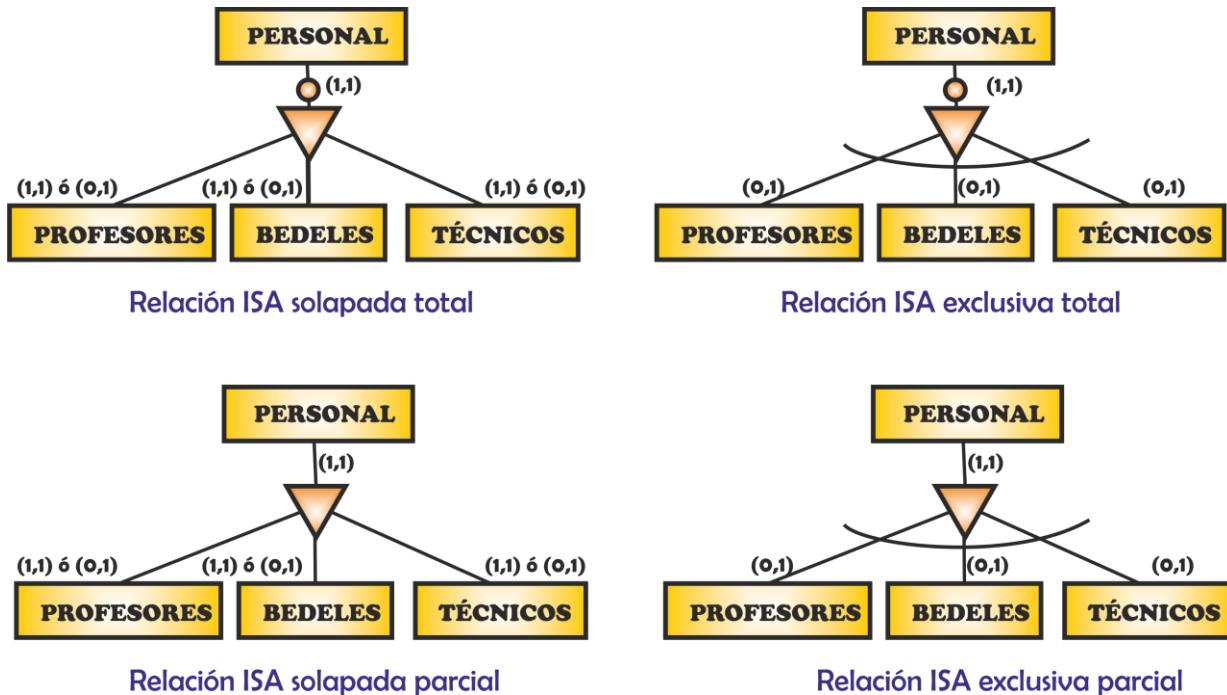 PERSONAL
(1,1)
(1,1) ó (0,1)
(1,1) ó (0,1)
(1,1) ó (0,1)
PROFESORES
BEDELES
TÉCNICOS
Relación ISA solapada total
PERSONAL
(1,1)
(0,1)
(0,1)
(0,1)
PROFESORES
BEDELES
TÉCNICOS
Relación ISA exclusiva total
PERSONAL
(1,1)
(1,1) ó (0,1)
(1,1) ó (0,1)
(1,1) ó (0,1)
PROFESORES
BEDELES
TÉCNICOS
Relación ISA solapada parcial
PERSONAL
(1,1)
(0,1)
(0,1)
(0,1)
PROFESORES
BEDELES
TÉCNICOS
Relación ISA exclusiva parcial